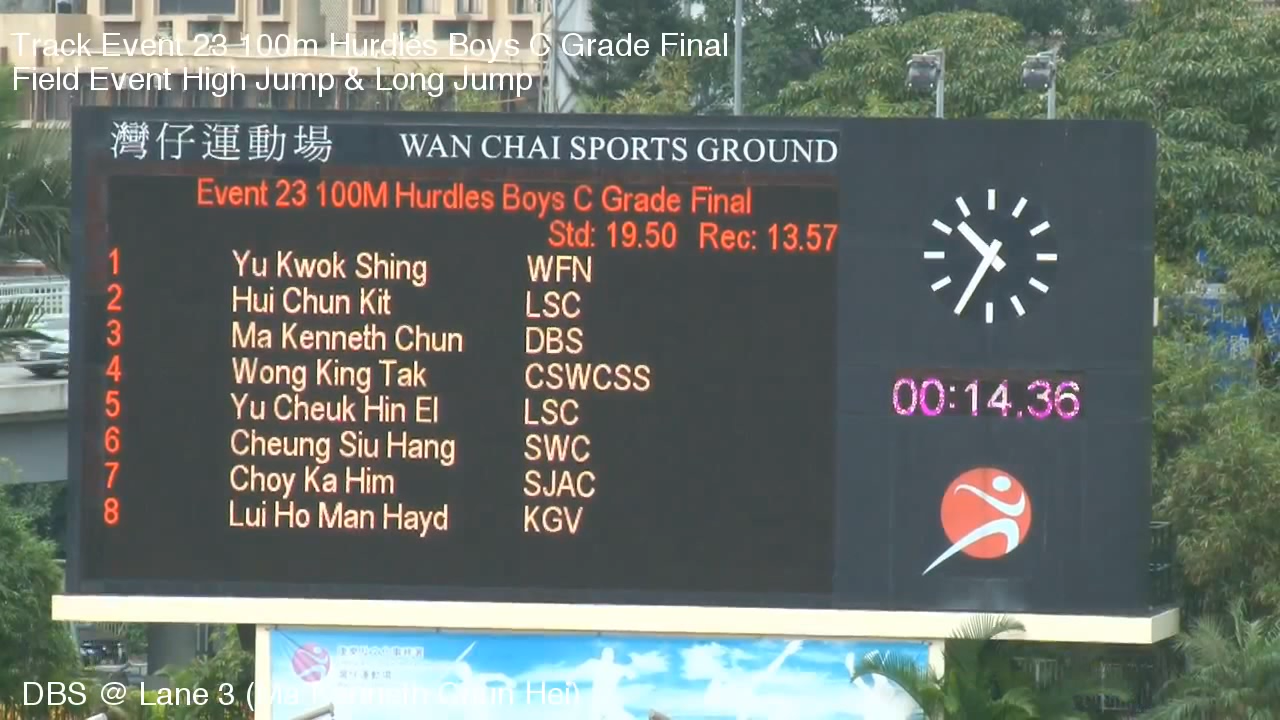 Track Event 23 100m Hurdles Boys C Grade Final
Field Event High Jump & Long Jump
灣仔運動場 WAN CHAI SPORTS GROUND
Event 23 100M Hurdles Boys C Grade Final
Std: 19.50 Rec: 13.57
1 Yu Kwok Shing WFN
2 Hui Chun Kit LSC
3 Ma Kenneth Chun DBS
4 Wong King Tak CSWCSS
5 Yu Cheuk Hin El LSC
6 Cheung Siu Hang SWC
7 Choy Ka Him SJAC
8 Lui Ho Man Hayd KGV
00:14.36
DBS @ Lane 3 (Ma Kenneth Chun Hei)